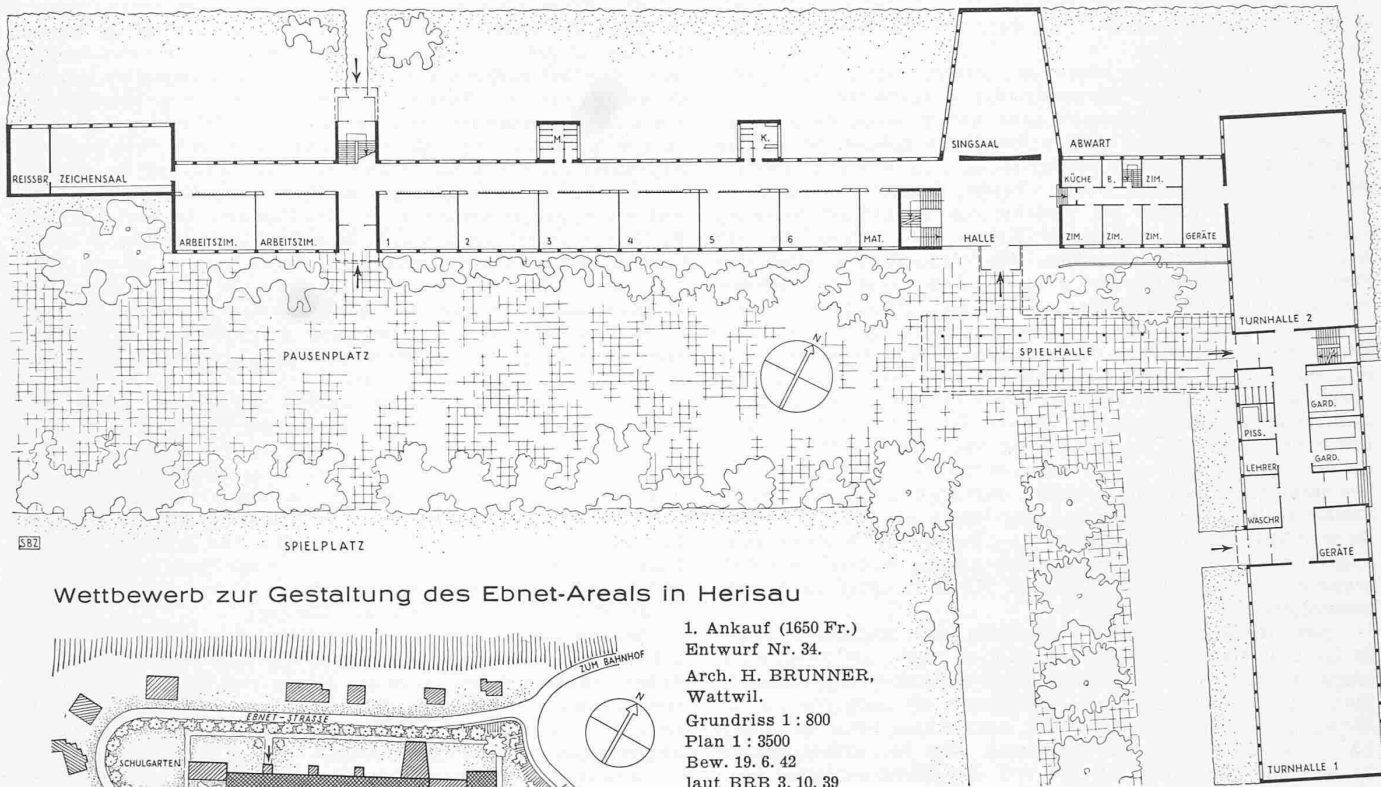 REISSBR.
ZEICHENSAAL
M.
K.
SINGSAAL
ABWART
KÜCHE
B.
ZIM.
ARBEITSZIM.
ARBEITSZIM.
1
2
3
4
5
6
MAT.
HALLE
ZIM.
ZIM.
ZIM.
GERÄTE
TURNHALLE 2
PAUSENPLATZ
N
SPIELHALLE
GARD.
PISS.
LEHRER
GARD.
WASCHR
GERÄTE
SBZ
SPIELPLATZ
TURNHALLE 1
Wettbewerb zur Gestaltung des Ebnet-Areals in Herisau
ZUM BAHNHOF
EBNET-STRASSE
N
SCHULGARTEN
1. Ankauf (1650 Fr.)
Entwurf Nr. 34.
Arch. H. BRUNNER,
Wattwil.
Grundriss 1 : 800
Plan 1 : 3500
Bew. 19. 6. 42
laut BRB 3. 10. 39